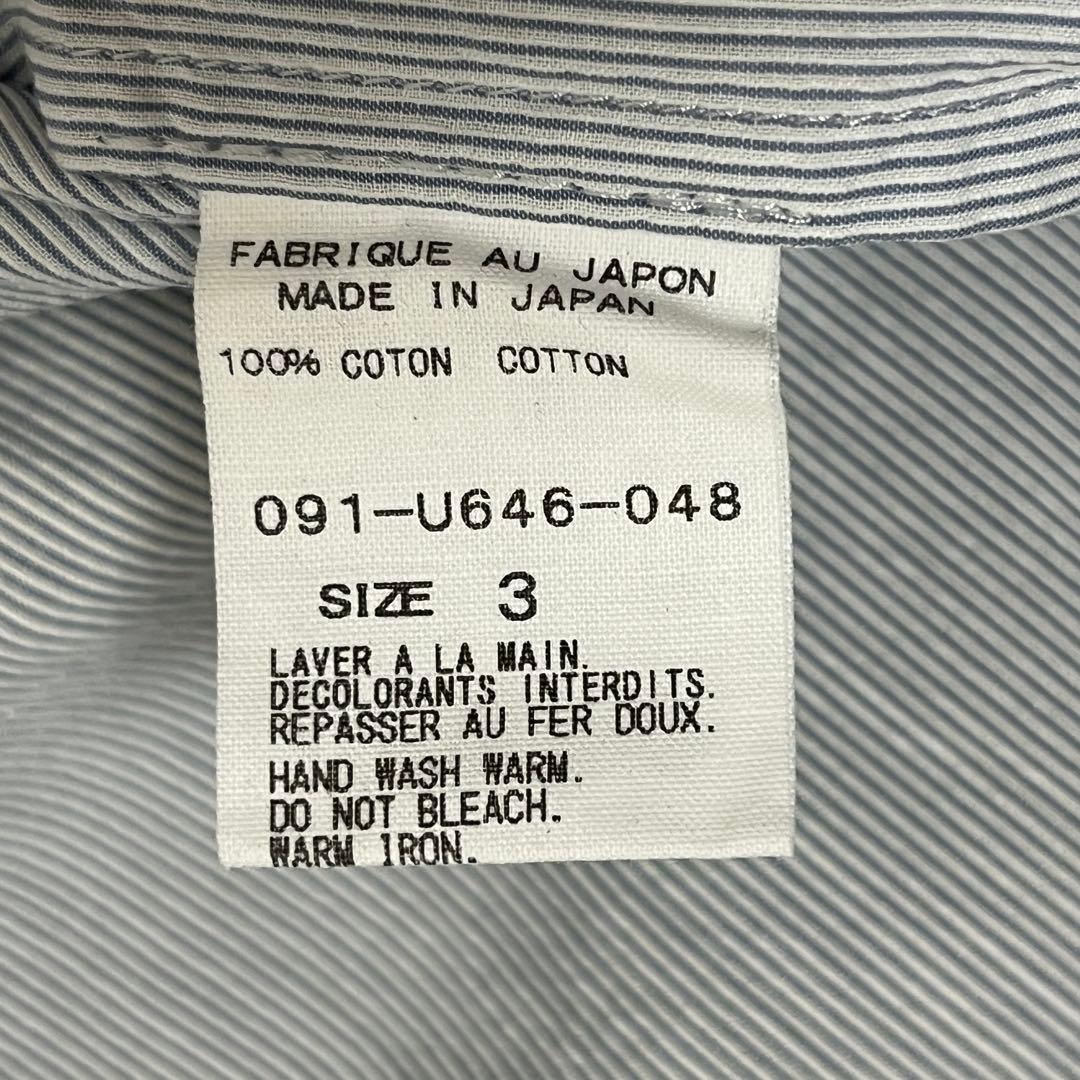 FABRIQUE AU JAPON
MADE IN JAPAN
100% COTON COTTON
091-U646-048
SIZE 3
LAVER A LA MAIN.
DECOLORANTS INTERDITS.
REPASSER AU FER DOUX.
HAND WASH WARM.
DO NOT BLEACH.
WARM IRON.